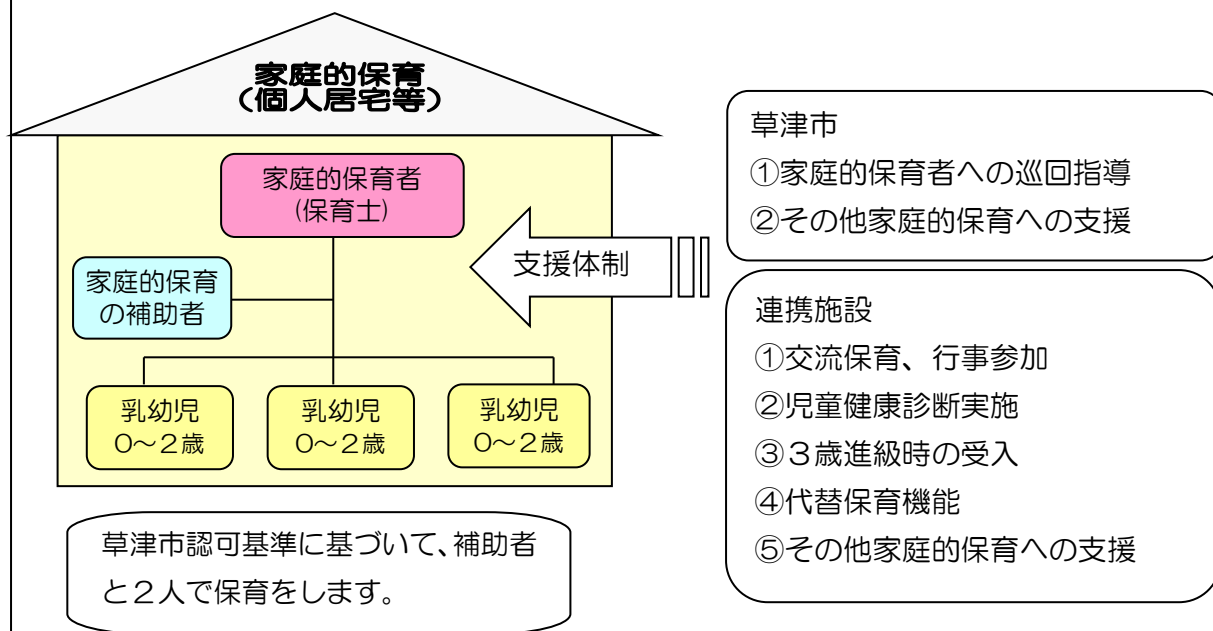 家庭的保育
(個人居宅等)
家庭的保育者
(保育士)
家庭的保育
の補助者
乳幼児
0～2歳
乳幼児
0～2歳
乳幼児
0～2歳
支援体制
草津市
①家庭的保育者への巡回指導
②その他家庭的保育への支援
連携施設
①交流保育、行事参加
②児童健康診断実施
③３歳進級時の受入
④代替保育機能
⑤その他家庭的保育への支援
草津市認可基準に基づいて、補助者
と２人で保育をします。